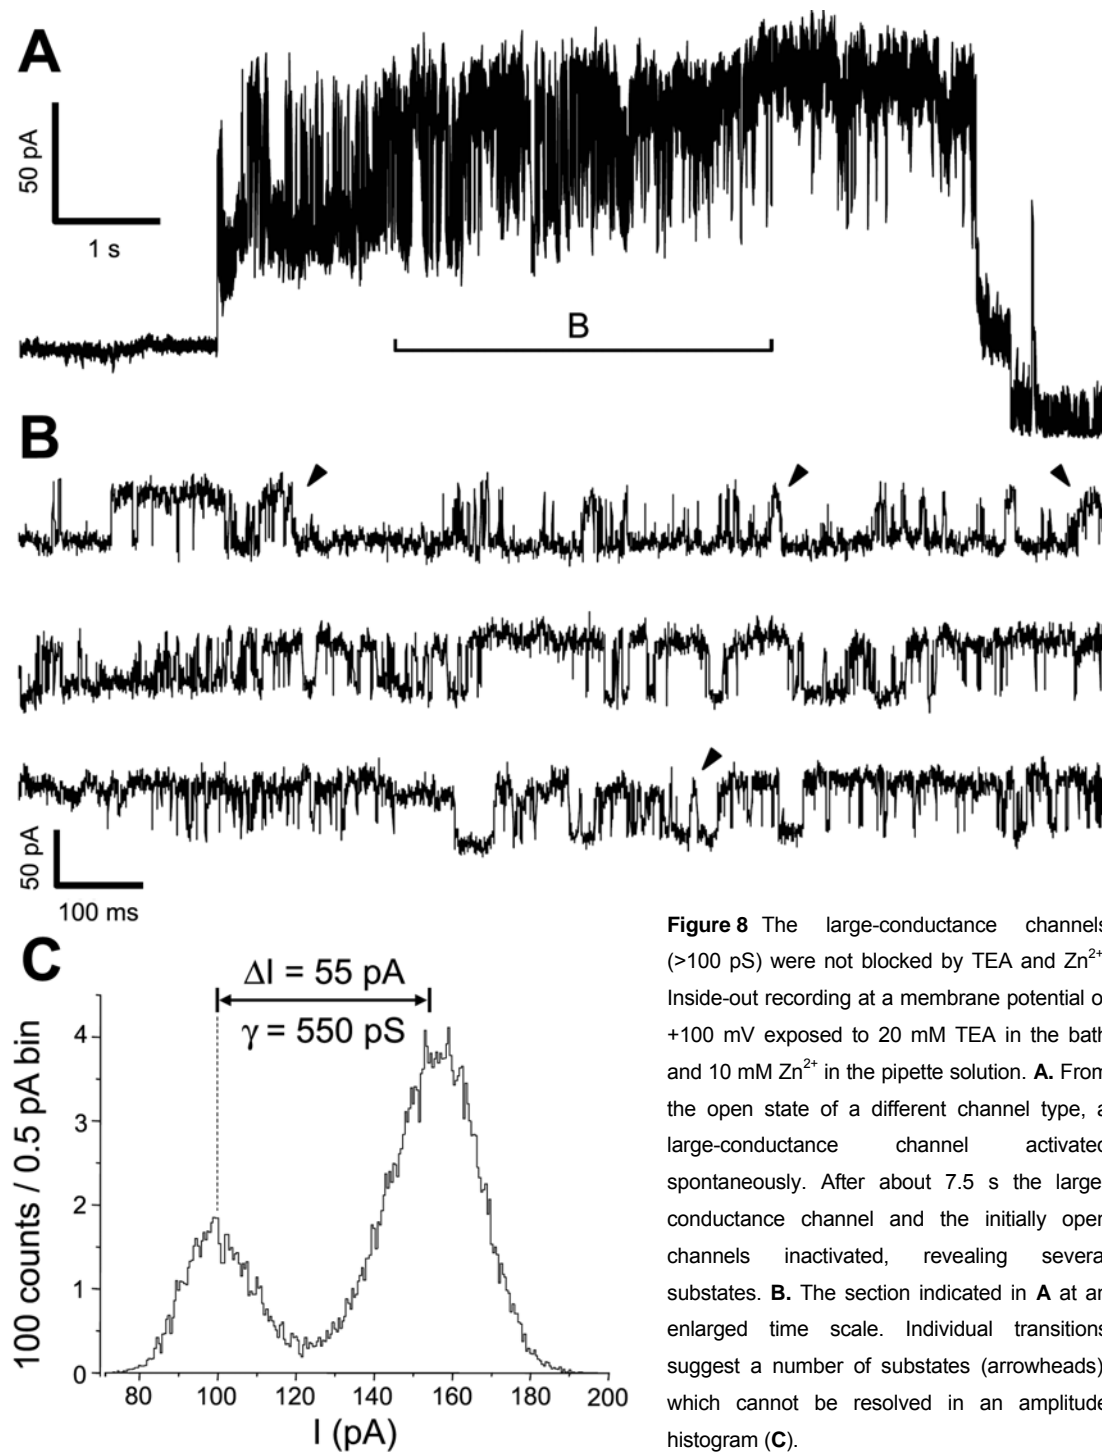 A
50 pA
1 s
B
B
50 pA
100 ms
C
ΔI = 55 pA
γ = 550 pS
100 counts / 0.5 pA bin
4
3
2
1
0
80 100 120 140 160 180 200
I (pA)
Figure 8 The large-conductance channels
(>100 pS) were not blocked by TEA and Zn2+
Inside-out recording at a membrane potential o
+100 mV exposed to 20 mM TEA in the bath
and 10 mM Zn2+ in the pipette solution. A. From
the open state of a different channel type, a
large-conductance channel activated
spontaneously. After about 7.5 s the large
conductance channel and the initially open
channels inactivated, revealing severa
substates. B. The section indicated in A at an
enlarged time scale. Individual transitions
suggest a number of substates (arrowheads)
which cannot be resolved in an amplitude
histogram (C).